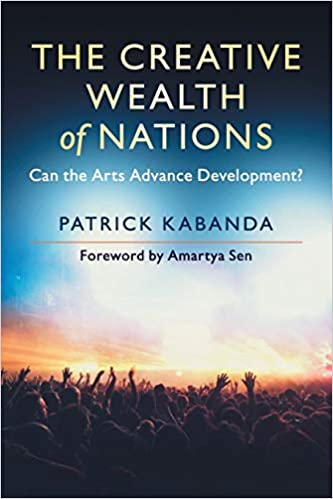 THE CREATIVE
WEALTH
of NATIONS
Can the Arts Advance Development?
PATRICK KABANDA
Foreword by Amartya Sen